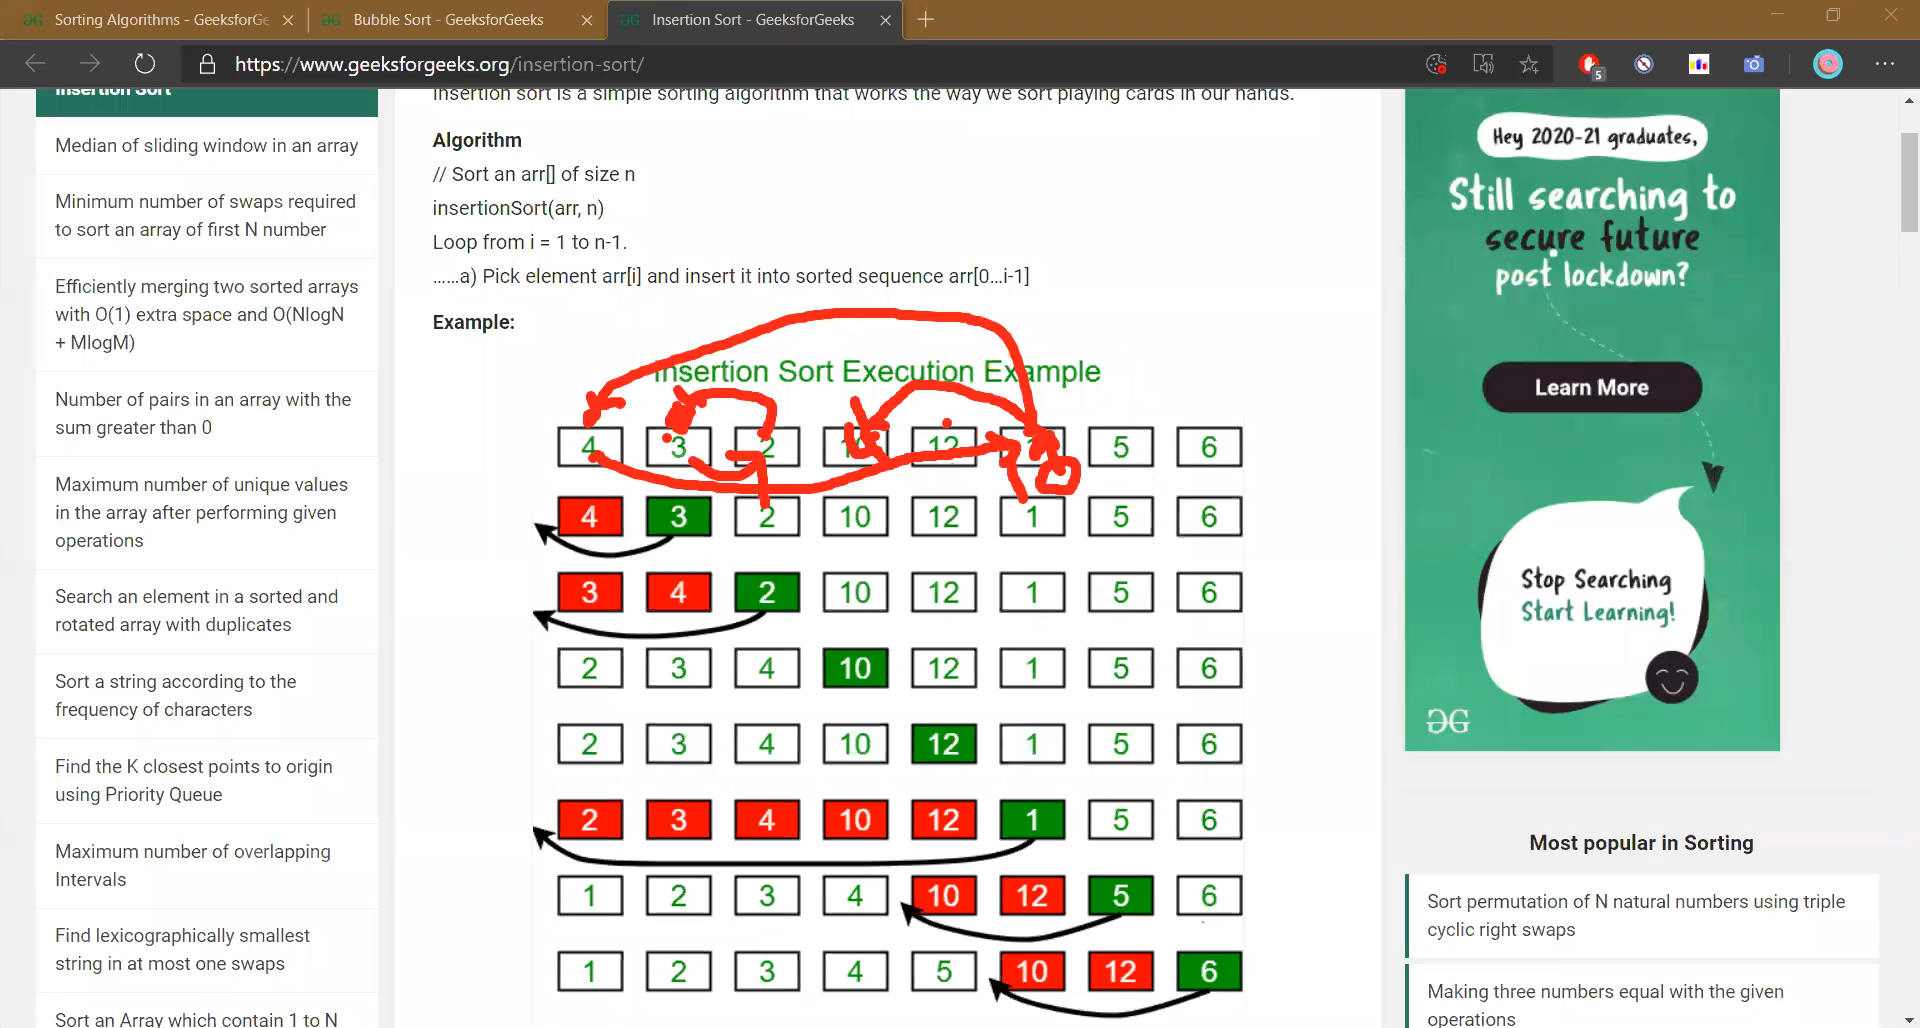 Sorting Algorithms - GeeksforGe
Bubble Sort - GeeksforGeeks
Insertion Sort - GeeksforGeeks
https://www.geeksforgeeks.org/insertion-sort/
5
Insertion Sort
Median of sliding window in an array
Minimum number of swaps required
to sort an array of first N number
Efficiently merging two sorted arrays
with O(1) extra space and O(NlogN
+ MlogM)
Number of pairs in an array with the
sum greater than 0
Maximum number of unique values
in the array after performing given
operations
Search an element in a sorted and
rotated array with duplicates
Sort a string according to the
frequency of characters
Find the K closest points to origin
using Priority Queue
Maximum number of overlapping
Intervals
Find lexicographically smallest
string in at most one swaps
Sort an Array which contain 1 to N
Insertion sort is a simple sorting algorithm that works the way we sort playing cards in our hands.
Algorithm
// Sort an arr[] of size n
insertionSort(arr, n)
Loop from i = 1 to n-1.
......a) Pick element arr[i] and insert it into sorted sequence arr[0...i-1]
Example:
Insertion Sort Execution Example
4 3 2 12 5 6
4 3 2 10 12 1 5 6
3 4 2 10 12 1 5 6
2 3 4 10 12 1 5 6
2 3 4 10 12 1 5 6
2 3 4 10 12 1 5 6
1 2 3 4 10 12 5 6
1 2 3 4 5 10 12 6
Hey 2020-21 graduates,
Still searching to
secure future
post lockdown?
Learn More
Stop Searching
Start Learning!
Most popular in Sorting
Sort permutation of N natural numbers using triple
cyclic right swaps
Making three numbers equal with the given
operations